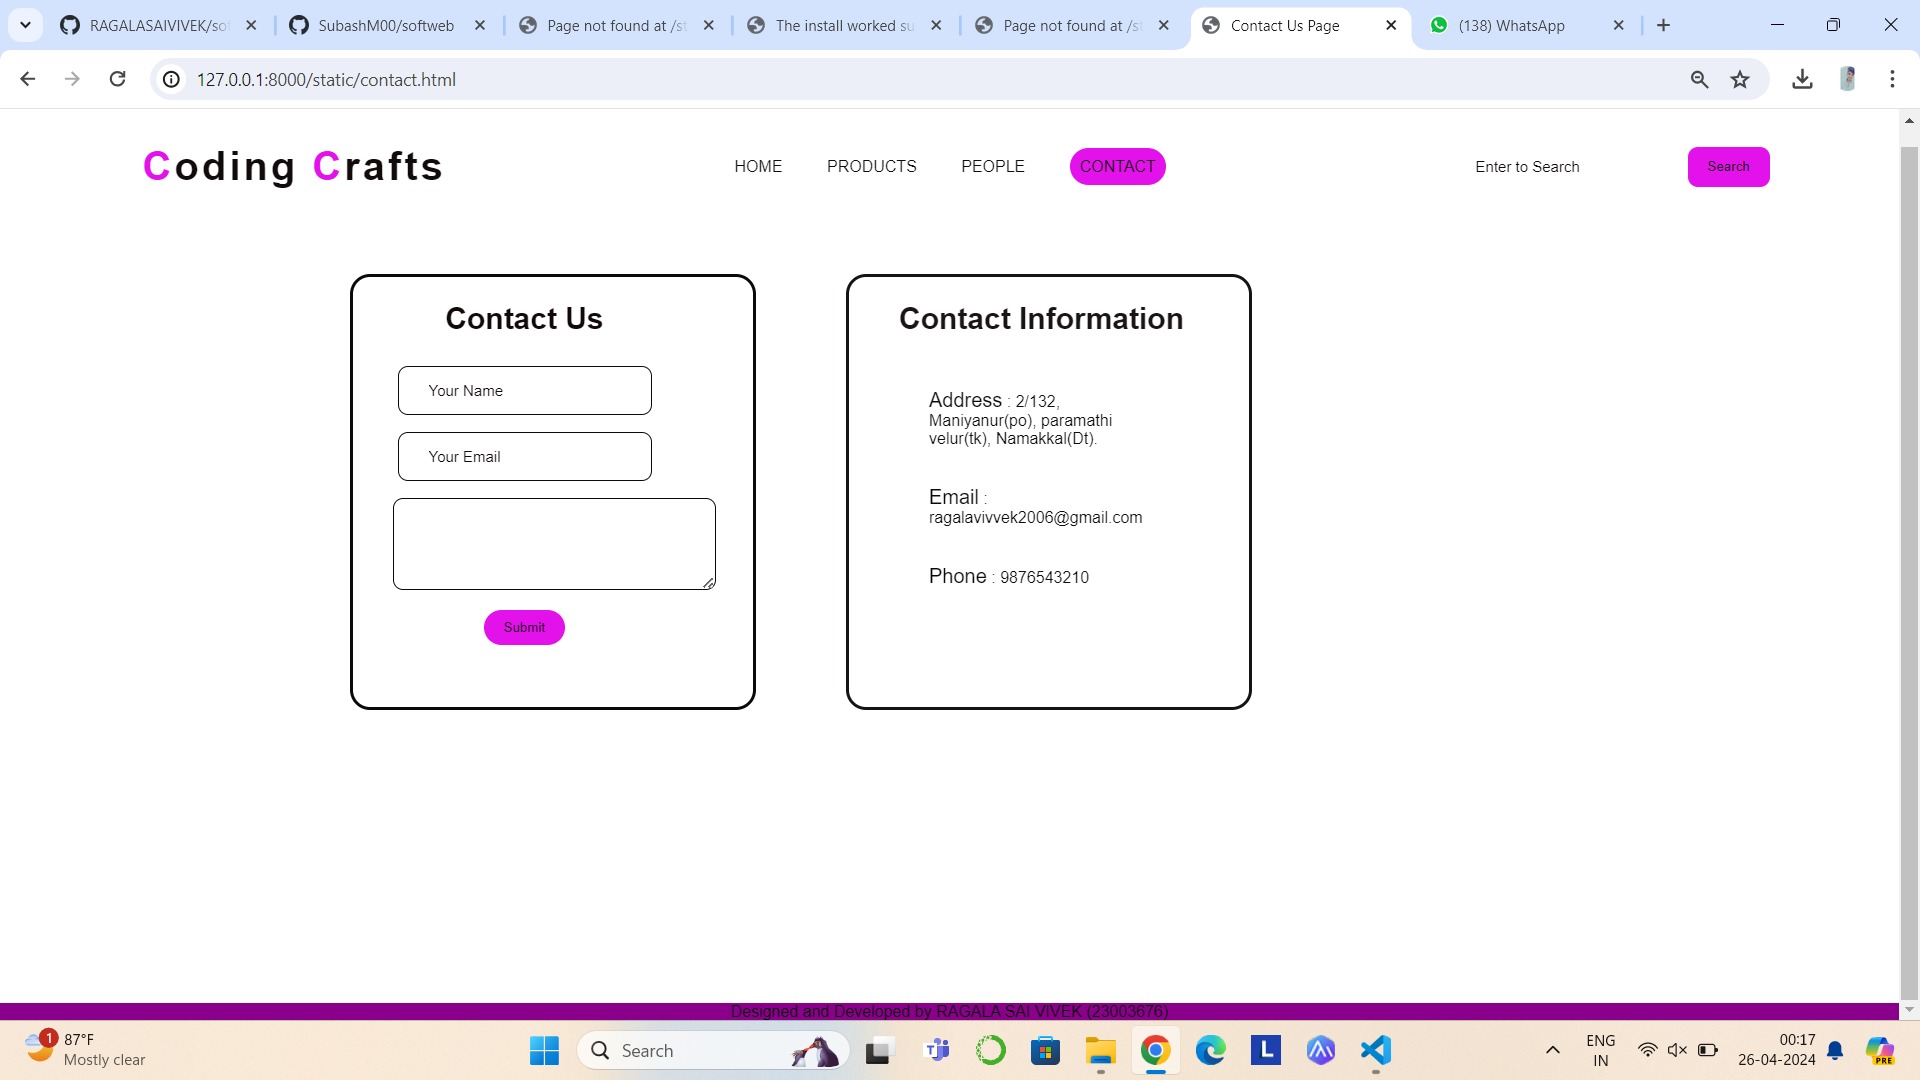 RAGALASAIVIVEK/sof
SubashM00/softweb
Page not found at /st
The install worked su
Page not found at /st
Contact Us Page
(138) WhatsApp
127.0.0.1:8000/static/contact.html
Coding Crafts
HOME
PRODUCTS
PEOPLE
CONTACT
Enter to Search
Search
Contact Us
Your Name
Your Email
Submit
Contact Information
Address : 2/132,
Maniyanur(po), paramathi
velur(tk), Namakkal(Dt).
Email :
ragalavivvek2006@gmail.com
Phone : 9876543210
Designed and Developed by RAGALA SAI VIVEK (23003676)
1
87°F
Mostly clear
Search
L
ENG
IN
00:17
26-04-2024
PRE